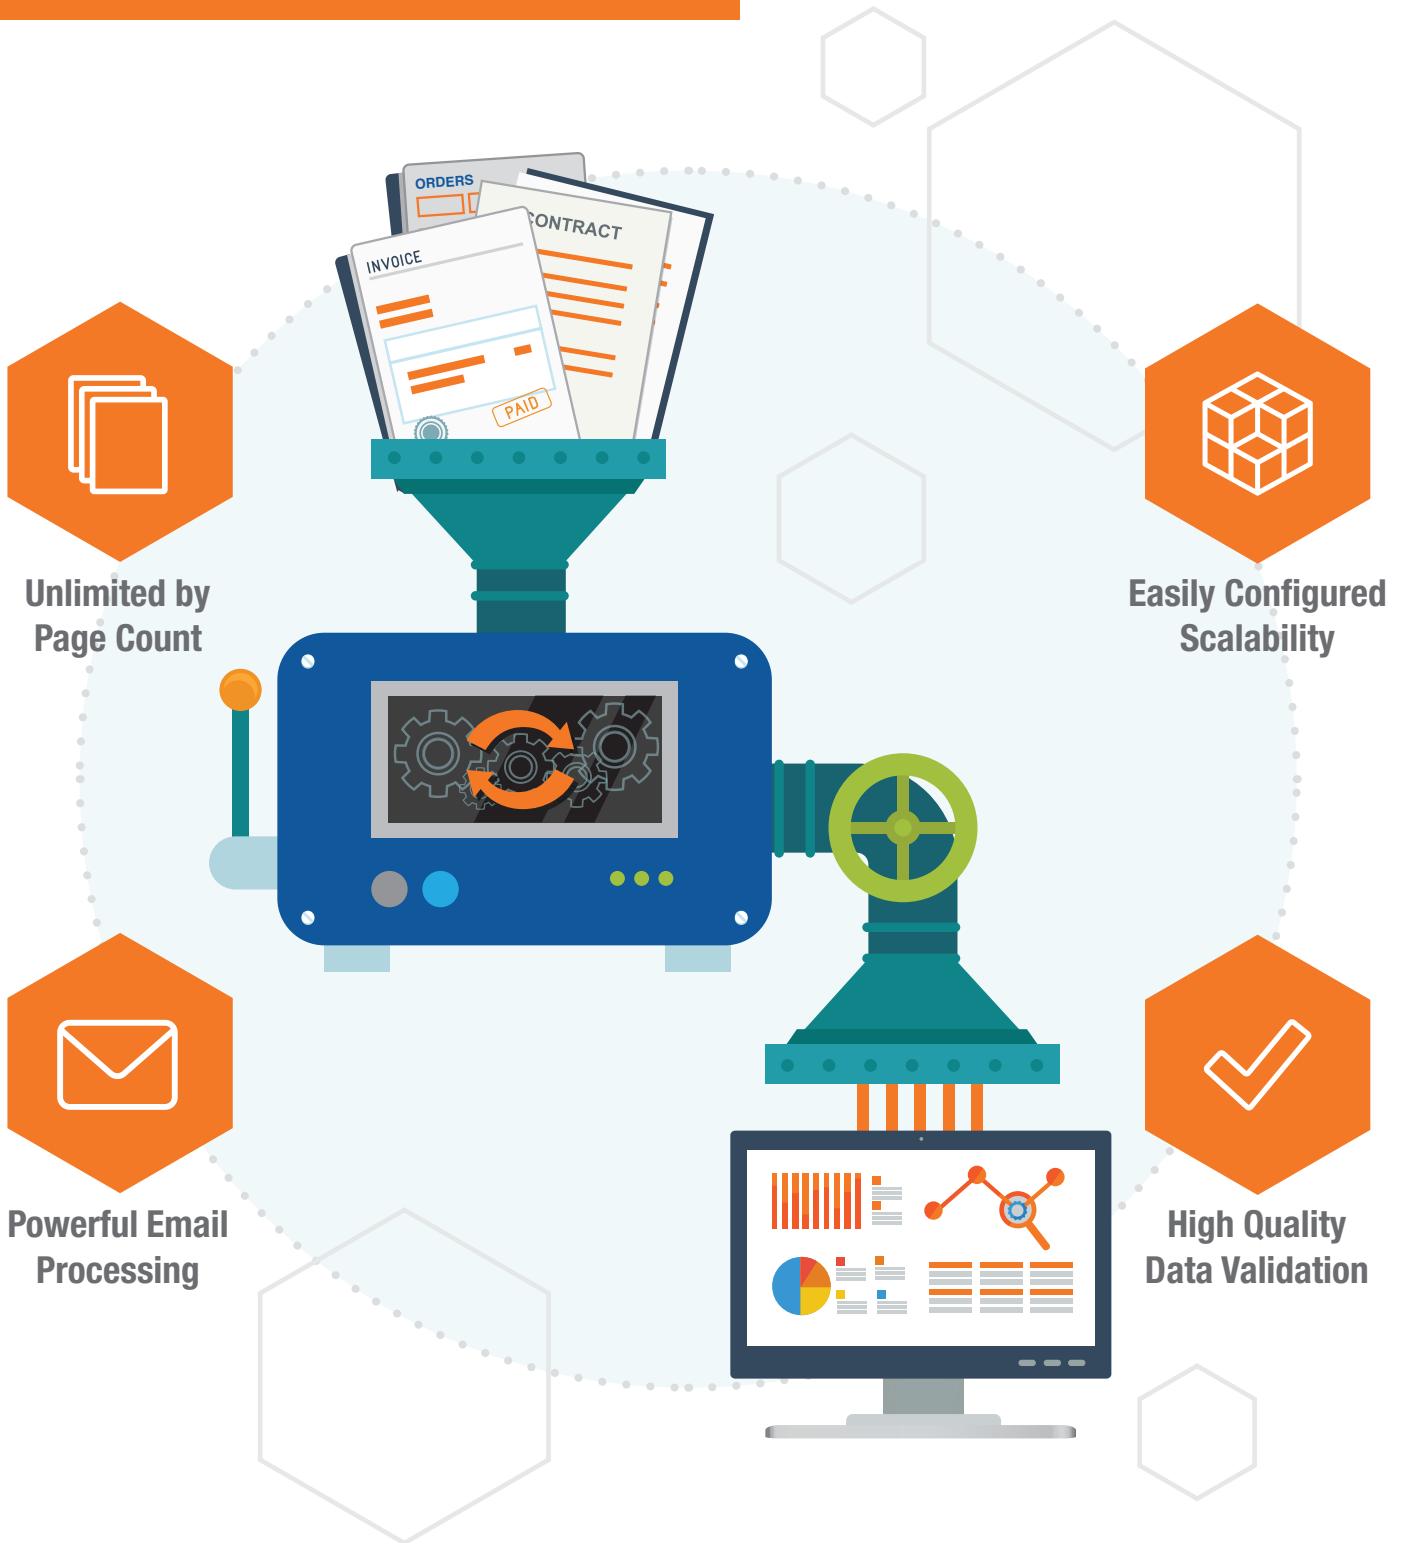 ORDERS
CONTRACT
INVOICE
PAID
Unlimited by
Page Count
Easily Configured
Scalability
Powerful Email
Processing
High Quality
Data Validation